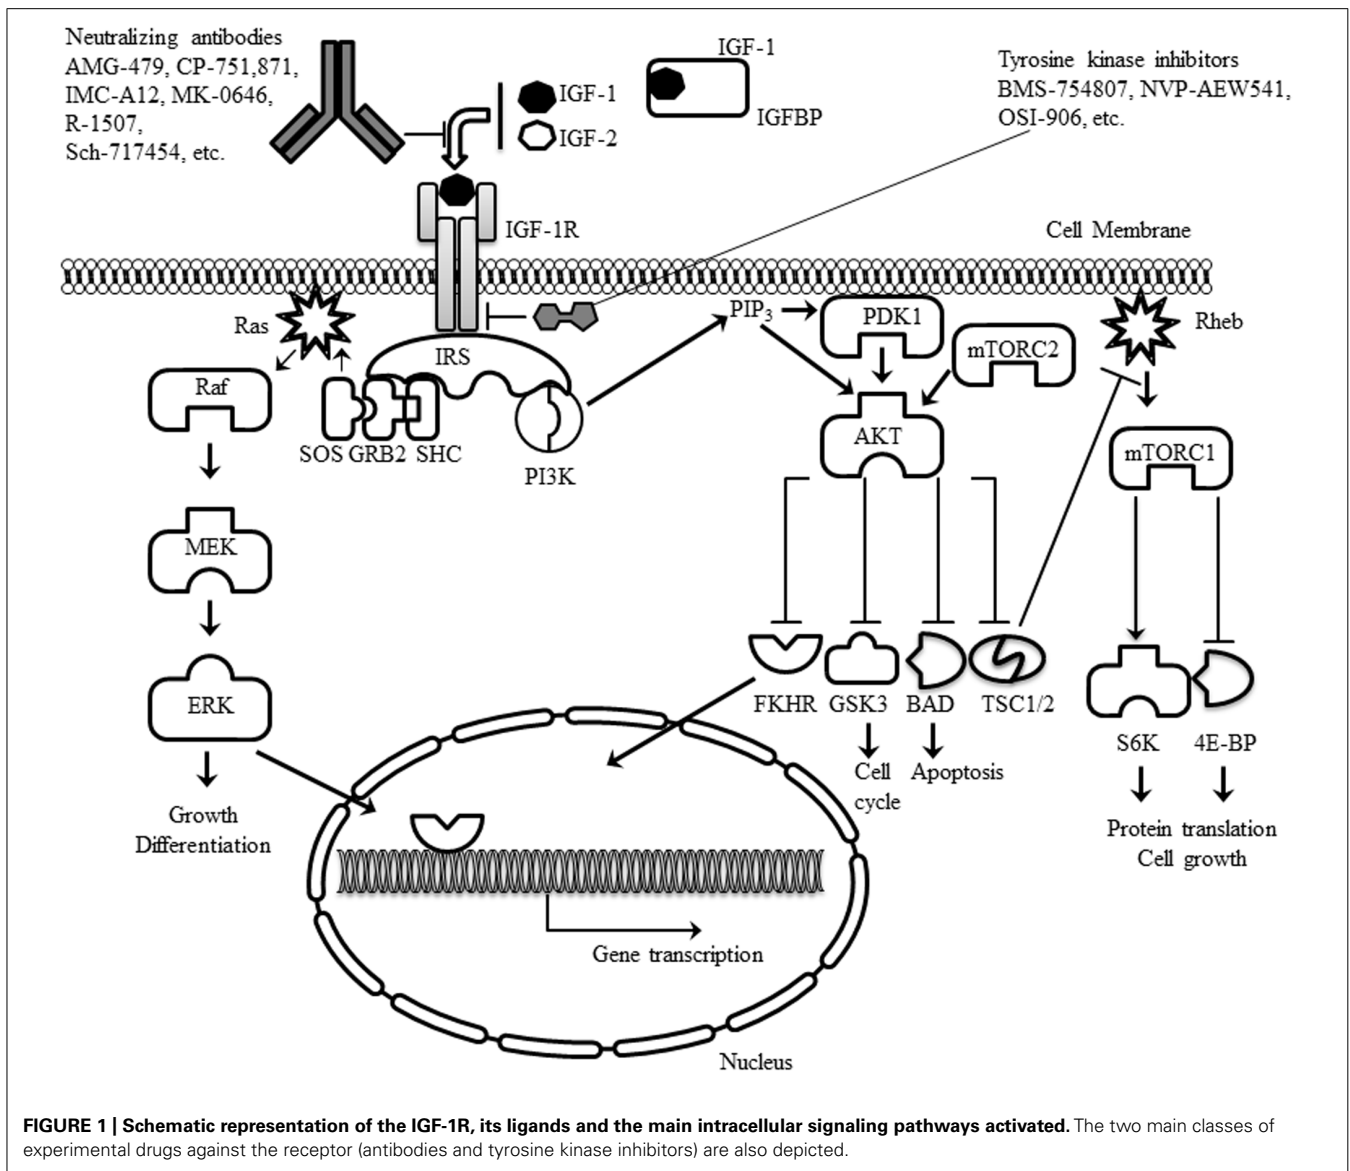 Neutralizing antibodies
AMG-479, CP-751,871,
IMC-A12, MK-0646,
R-1507,
Sch-717454, etc.
IGF-1
IGF-2
IGF-1
IGFBP
Tyrosine kinase inhibitors
BMS-754807, NVP-AEW541,
OSI-906, etc.
IGF-1R
Cell Membrane
Ras
IRS
PIP3
PDK1
mTORC2
Rheb
Raf
SOS GRB2 SHC
PI3K
AKT
mTORC1
MEK
ERK
FKHR GSK3 BAD TSC1/2
S6K 4E-BP
Growth
Differentiation
Cell
cycle
Apoptosis
Protein translation
Cell growth
Gene transcription
Nucleus
FIGURE 1 | Schematic representation of the IGF-1R, its ligands and the main intracellular signaling pathways activated. The two main classes of
experimental drugs against the receptor (antibodies and tyrosine kinase inhibitors) are also depicted.